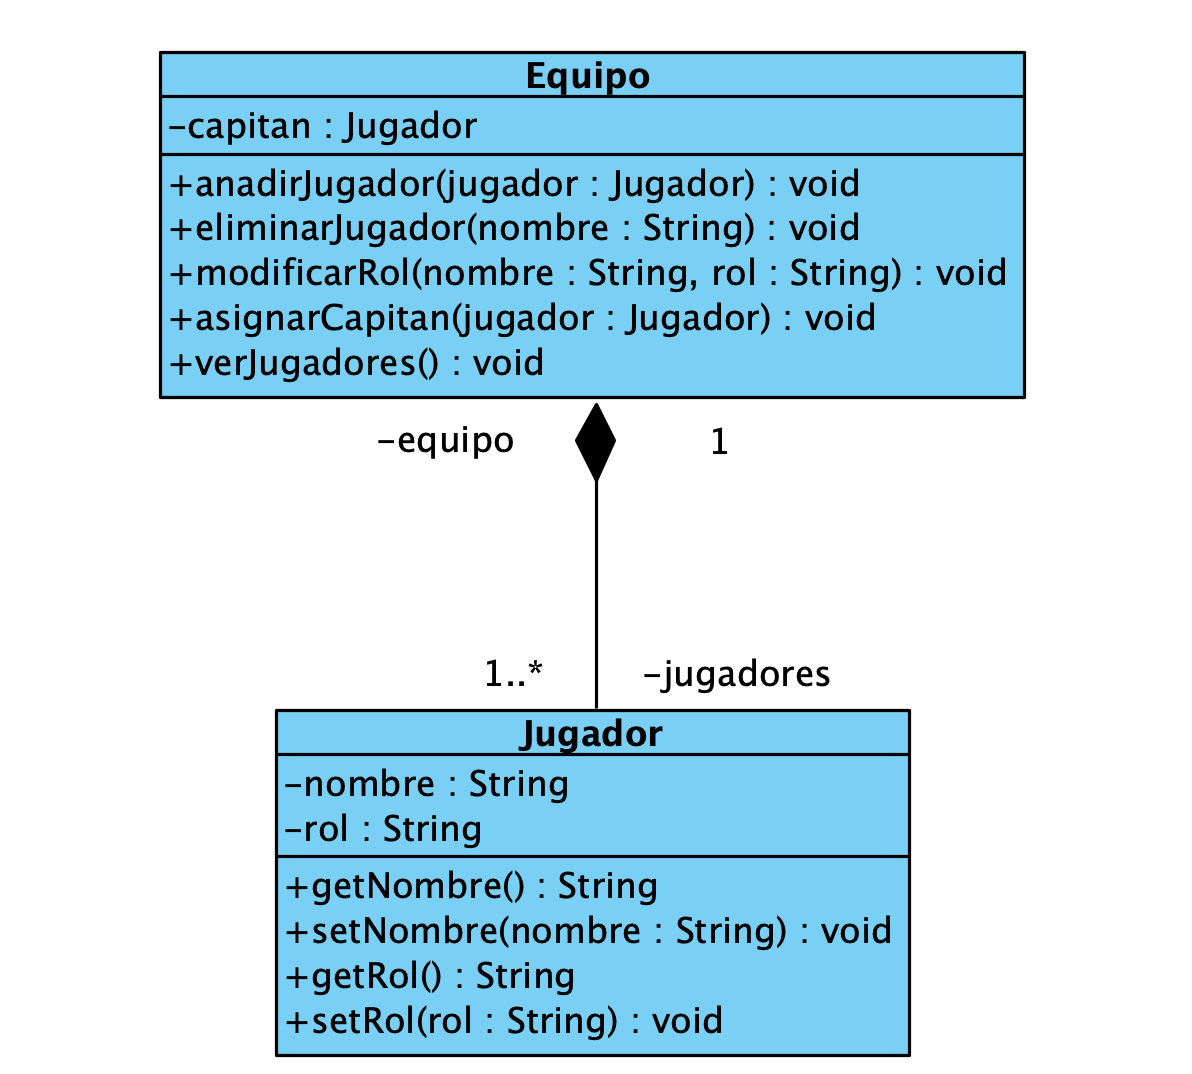 Equipo
-capitan : Jugador
+anadirJugador(jugador : Jugador) : void
+eliminarJugador(nombre : String) : void
+modificarRol(nombre : String, rol : String) : void
+asignarCapitan(jugador : Jugador) : void
+verJugadores() : void
-equipo 1
1..* -jugadores
Jugador
-nombre : String
-rol : String
+getNombre() : String
+setNombre(nombre : String) : void
+getRol() : String
+setRol(rol : String) : void